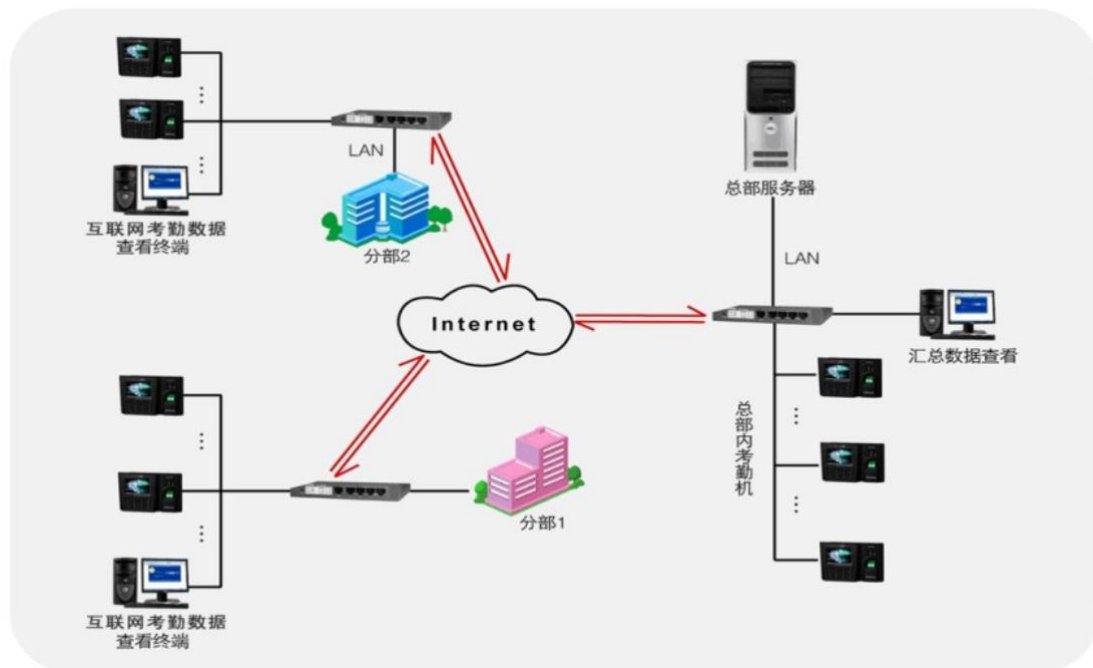 LAN
总部服务器
互联网考勤数据
查看终端
分部2
LAN
Internet
汇总数据查看
总部内考勤机
分部1
互联网考勤数据
查看终端